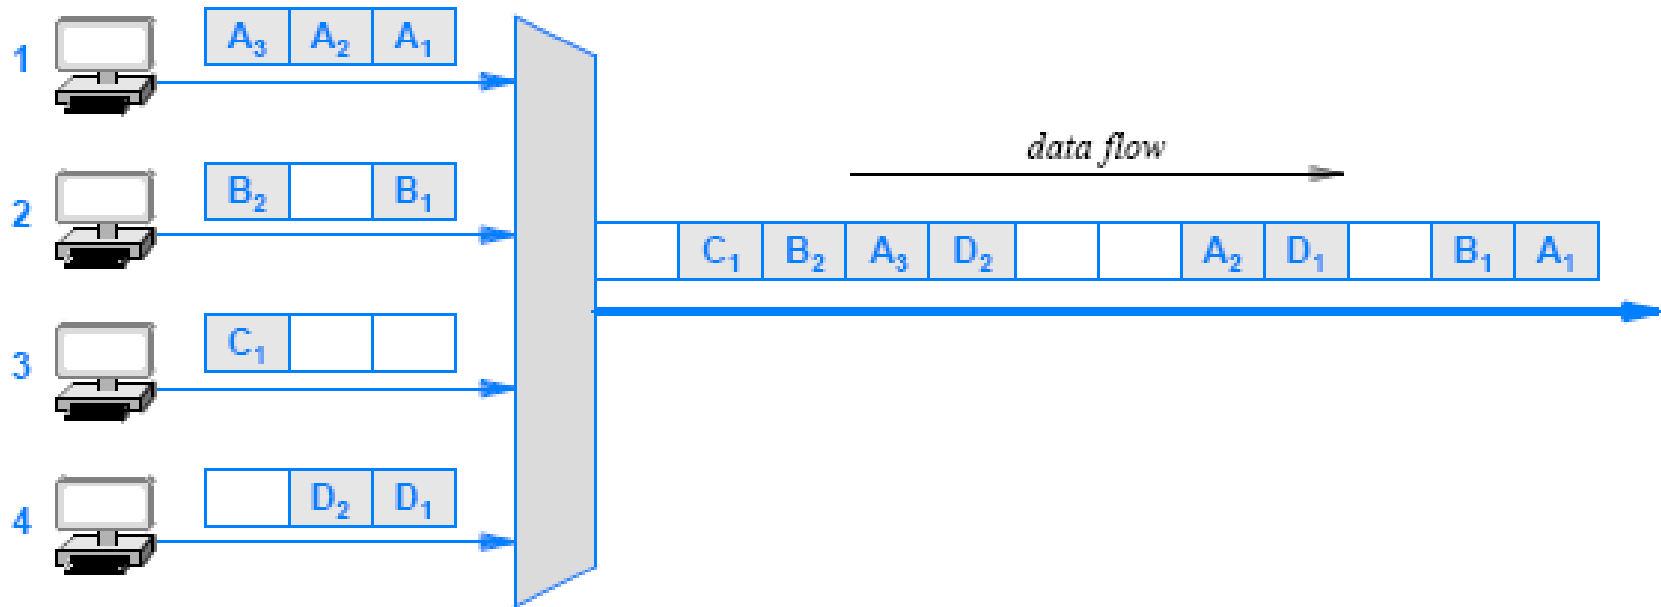 1
A₃ A₂ A₁
data flow
2
B₂ B₁
C₁ B₂ A₃ D₂ A₂ D₁ B₁ A₁
3
C₁
4
D₂ D₁